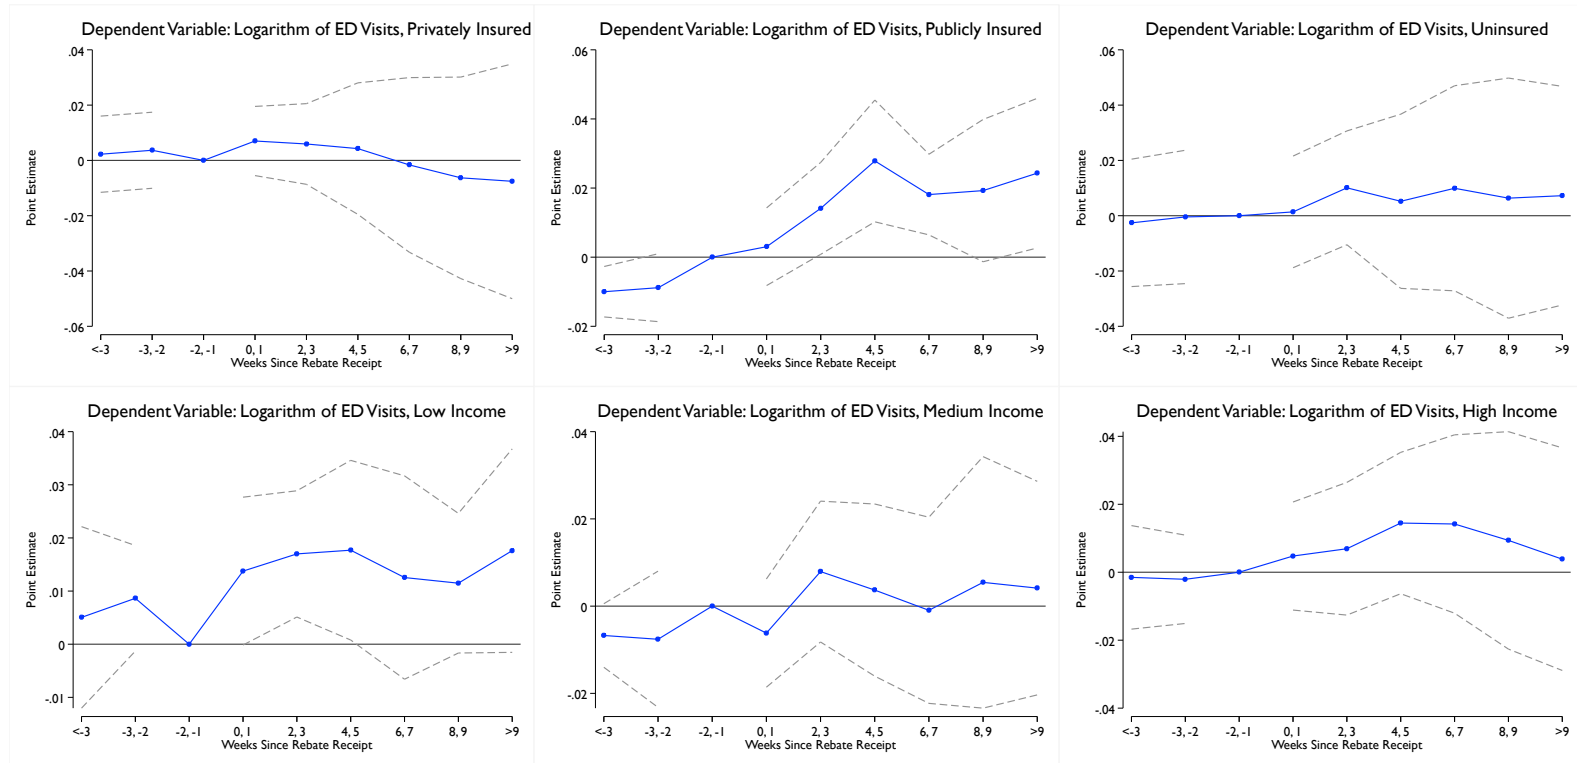 Dependent Variable: Logarithm of ED Visits, Privately Insured
.04
.02
0
-.02
-.04
-.06
Point Estimate
<-3 -3, -2 -2, -1 0, 1 2, 3 4, 5 6, 7 8, 9 >9
Weeks Since Rebate Receipt
Dependent Variable: Logarithm of ED Visits, Publicly Insured
.06
.04
.02
0
-.02
Point Estimate
<-3 -3, -2 -2, -1 0, 1 2, 3 4, 5 6, 7 8, 9 >9
Weeks Since Rebate Receipt
Dependent Variable: Logarithm of ED Visits, Uninsured
.06
.04
.02
0
-.02
-.04
Point Estimate
<-3 -3, -2 -2, -1 0, 1 2, 3 4, 5 6, 7 8, 9 >9
Weeks Since Rebate Receipt
Dependent Variable: Logarithm of ED Visits, Low Income
.04
.03
.02
.01
0
-.01
Point Estimate
<-3 -3, -2 -2, -1 0, 1 2, 3 4, 5 6, 7 8, 9 >9
Weeks Since Rebate Receipt
Dependent Variable: Logarithm of ED Visits, Medium Income
.04
.02
0
-.02
Point Estimate
<-3 -3, -2 -2, -1 0, 1 2, 3 4, 5 6, 7 8, 9 >9
Weeks Since Rebate Receipt
Dependent Variable: Logarithm of ED Visits, High Income
.04
.02
0
-.02
-.04
Point Estimate
<-3 -3, -2 -2, -1 0, 1 2, 3 4, 5 6, 7 8, 9 >9
Weeks Since Rebate Receipt